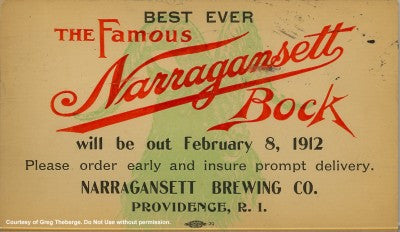 BEST EVER
THE Famous
Narragansett
Bock
will be out February 8, 1912
Please order early and insure prompt delivery.
NARRAGANSETT BREWING CO.
PROVIDENCE, R. I.
Courtesy of Greg Theberge. Do Not Use without permission.